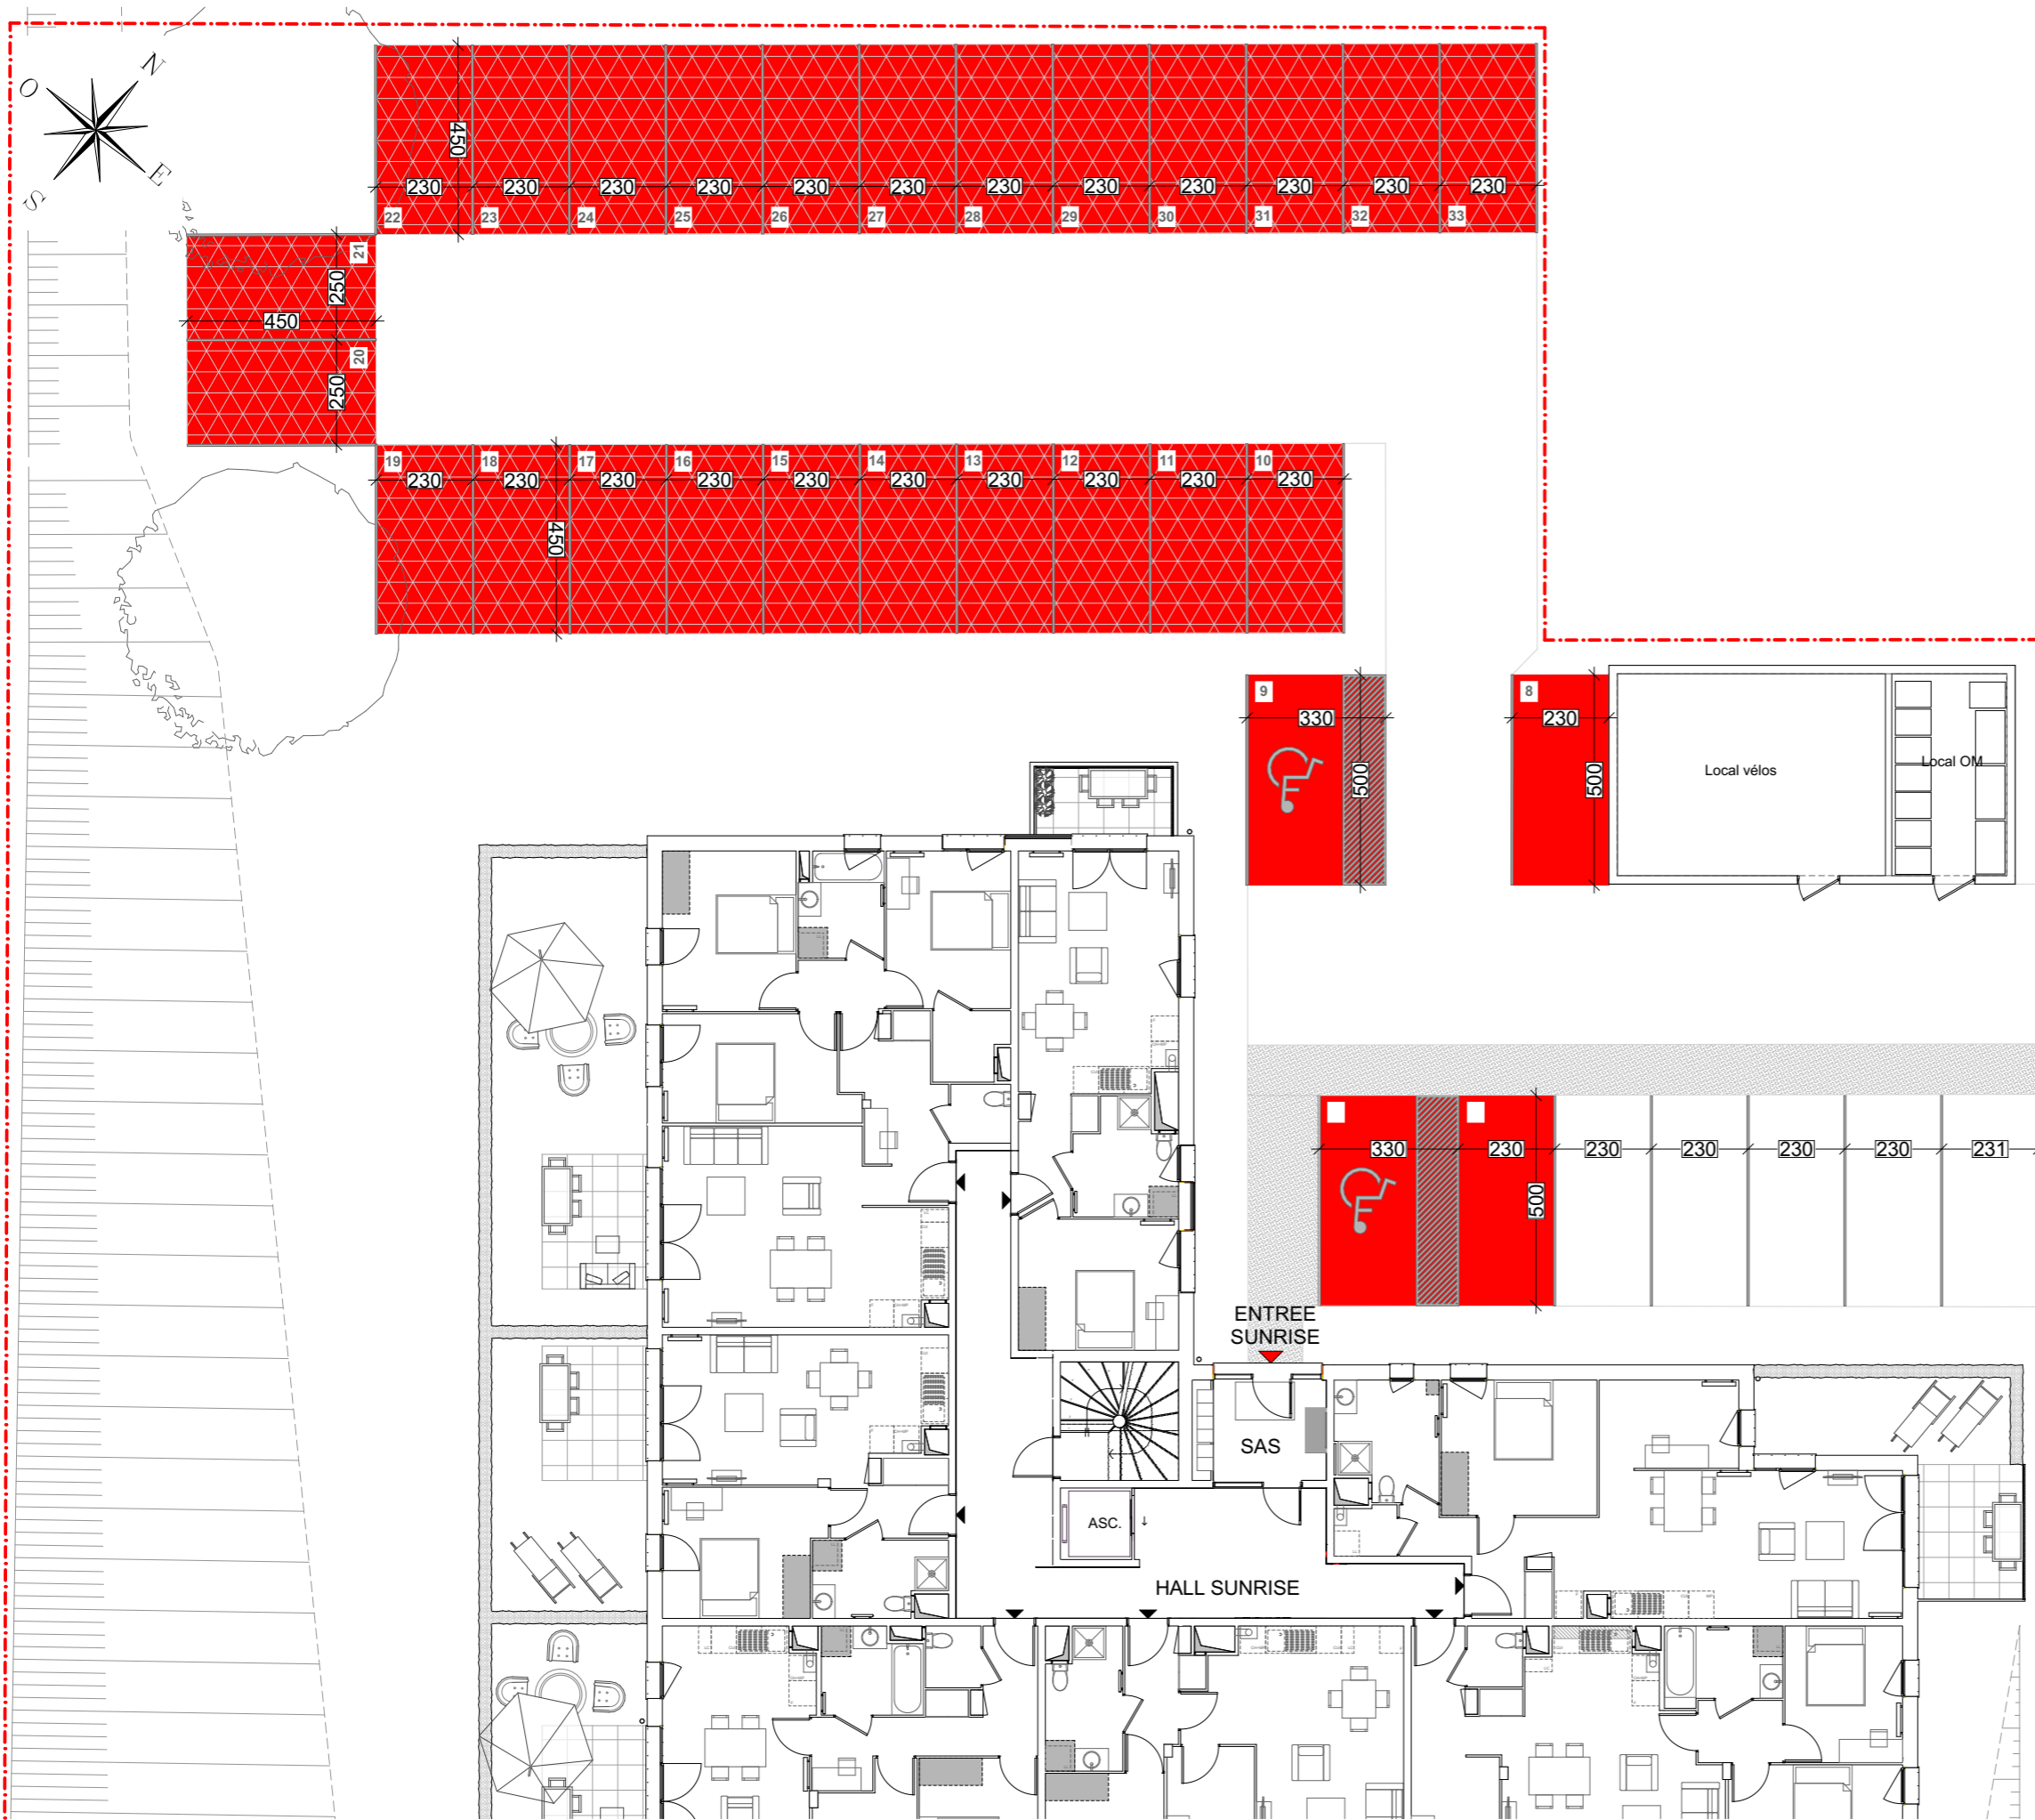 N
O
E
S
450
230 230 230 230 230 230 230 230 230 230 230 230
22 23 24 25 26 27 28 29 30 31 32 33
21
250
450
20
250
19 18 17 16 15 14 13 12 11 10
230 230 230 230 230 230 230 230 230 230
450
9
330
500
8
230
500
Local vélos
Local OM
330 230 230 230 230 230 231
500
ENTREE
SUNRISE
SAS
ASC.
HALL SUNRISE